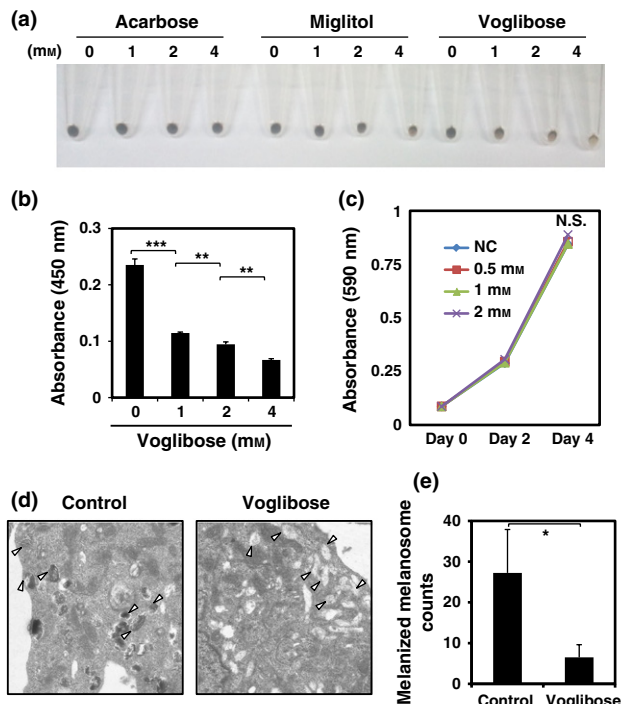 (a)
Acarbose Miglitol Voglibose
(mM) 0 1 2 4 0 1 2 4 0 1 2 4
(b)
Absorbance (450 nm)
0.3
0.2
0.1
0
***
**
**
0 1 2 4
Voglibose (mM)
(c)
Absorbance (590 nm)
1
0.75
0.5
0.25
0
N.S.
NC
0.5 mM
1 mM
2 mM
Day 0 Day 2 Day 4
(d)
Control Voglibose
(e)
Melanized melanosome
counts
40
30
20
10
0
*
Control Voglibose